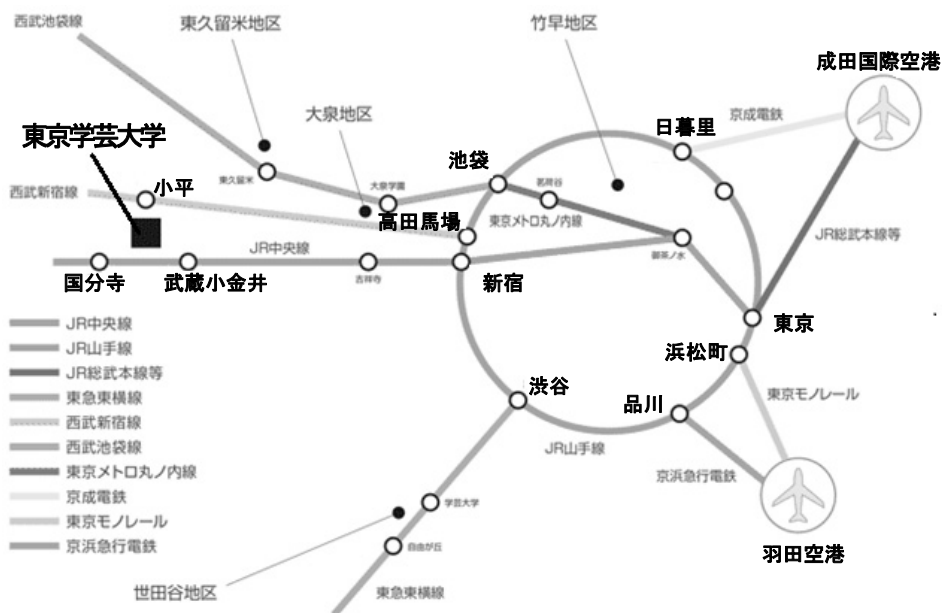 西武池袋線
東久留米地区
竹早地区
成田国際空港
大泉地区
京成電鉄
日暮里
東京学芸大学
池袋
西武新宿線
小平
東久留米
大泉学園
茗荷谷
高田馬場
東京メトロ丸ノ内線
御茶ノ水
JR総武本線等
JR中央線
国分寺
武蔵小金井
吉祥寺
新宿
東京
浜松町
JR中央線
JR山手線
JR総武本線等
東急東横線
西武新宿線
西武池袋線
東京メトロ丸ノ内線
京成電鉄
東京モノレール
京浜急行電鉄
渋谷
品川
東京モノレール
JR山手線
京浜急行電鉄
学芸大学
自由が丘
羽田空港
世田谷地区
東急東横線